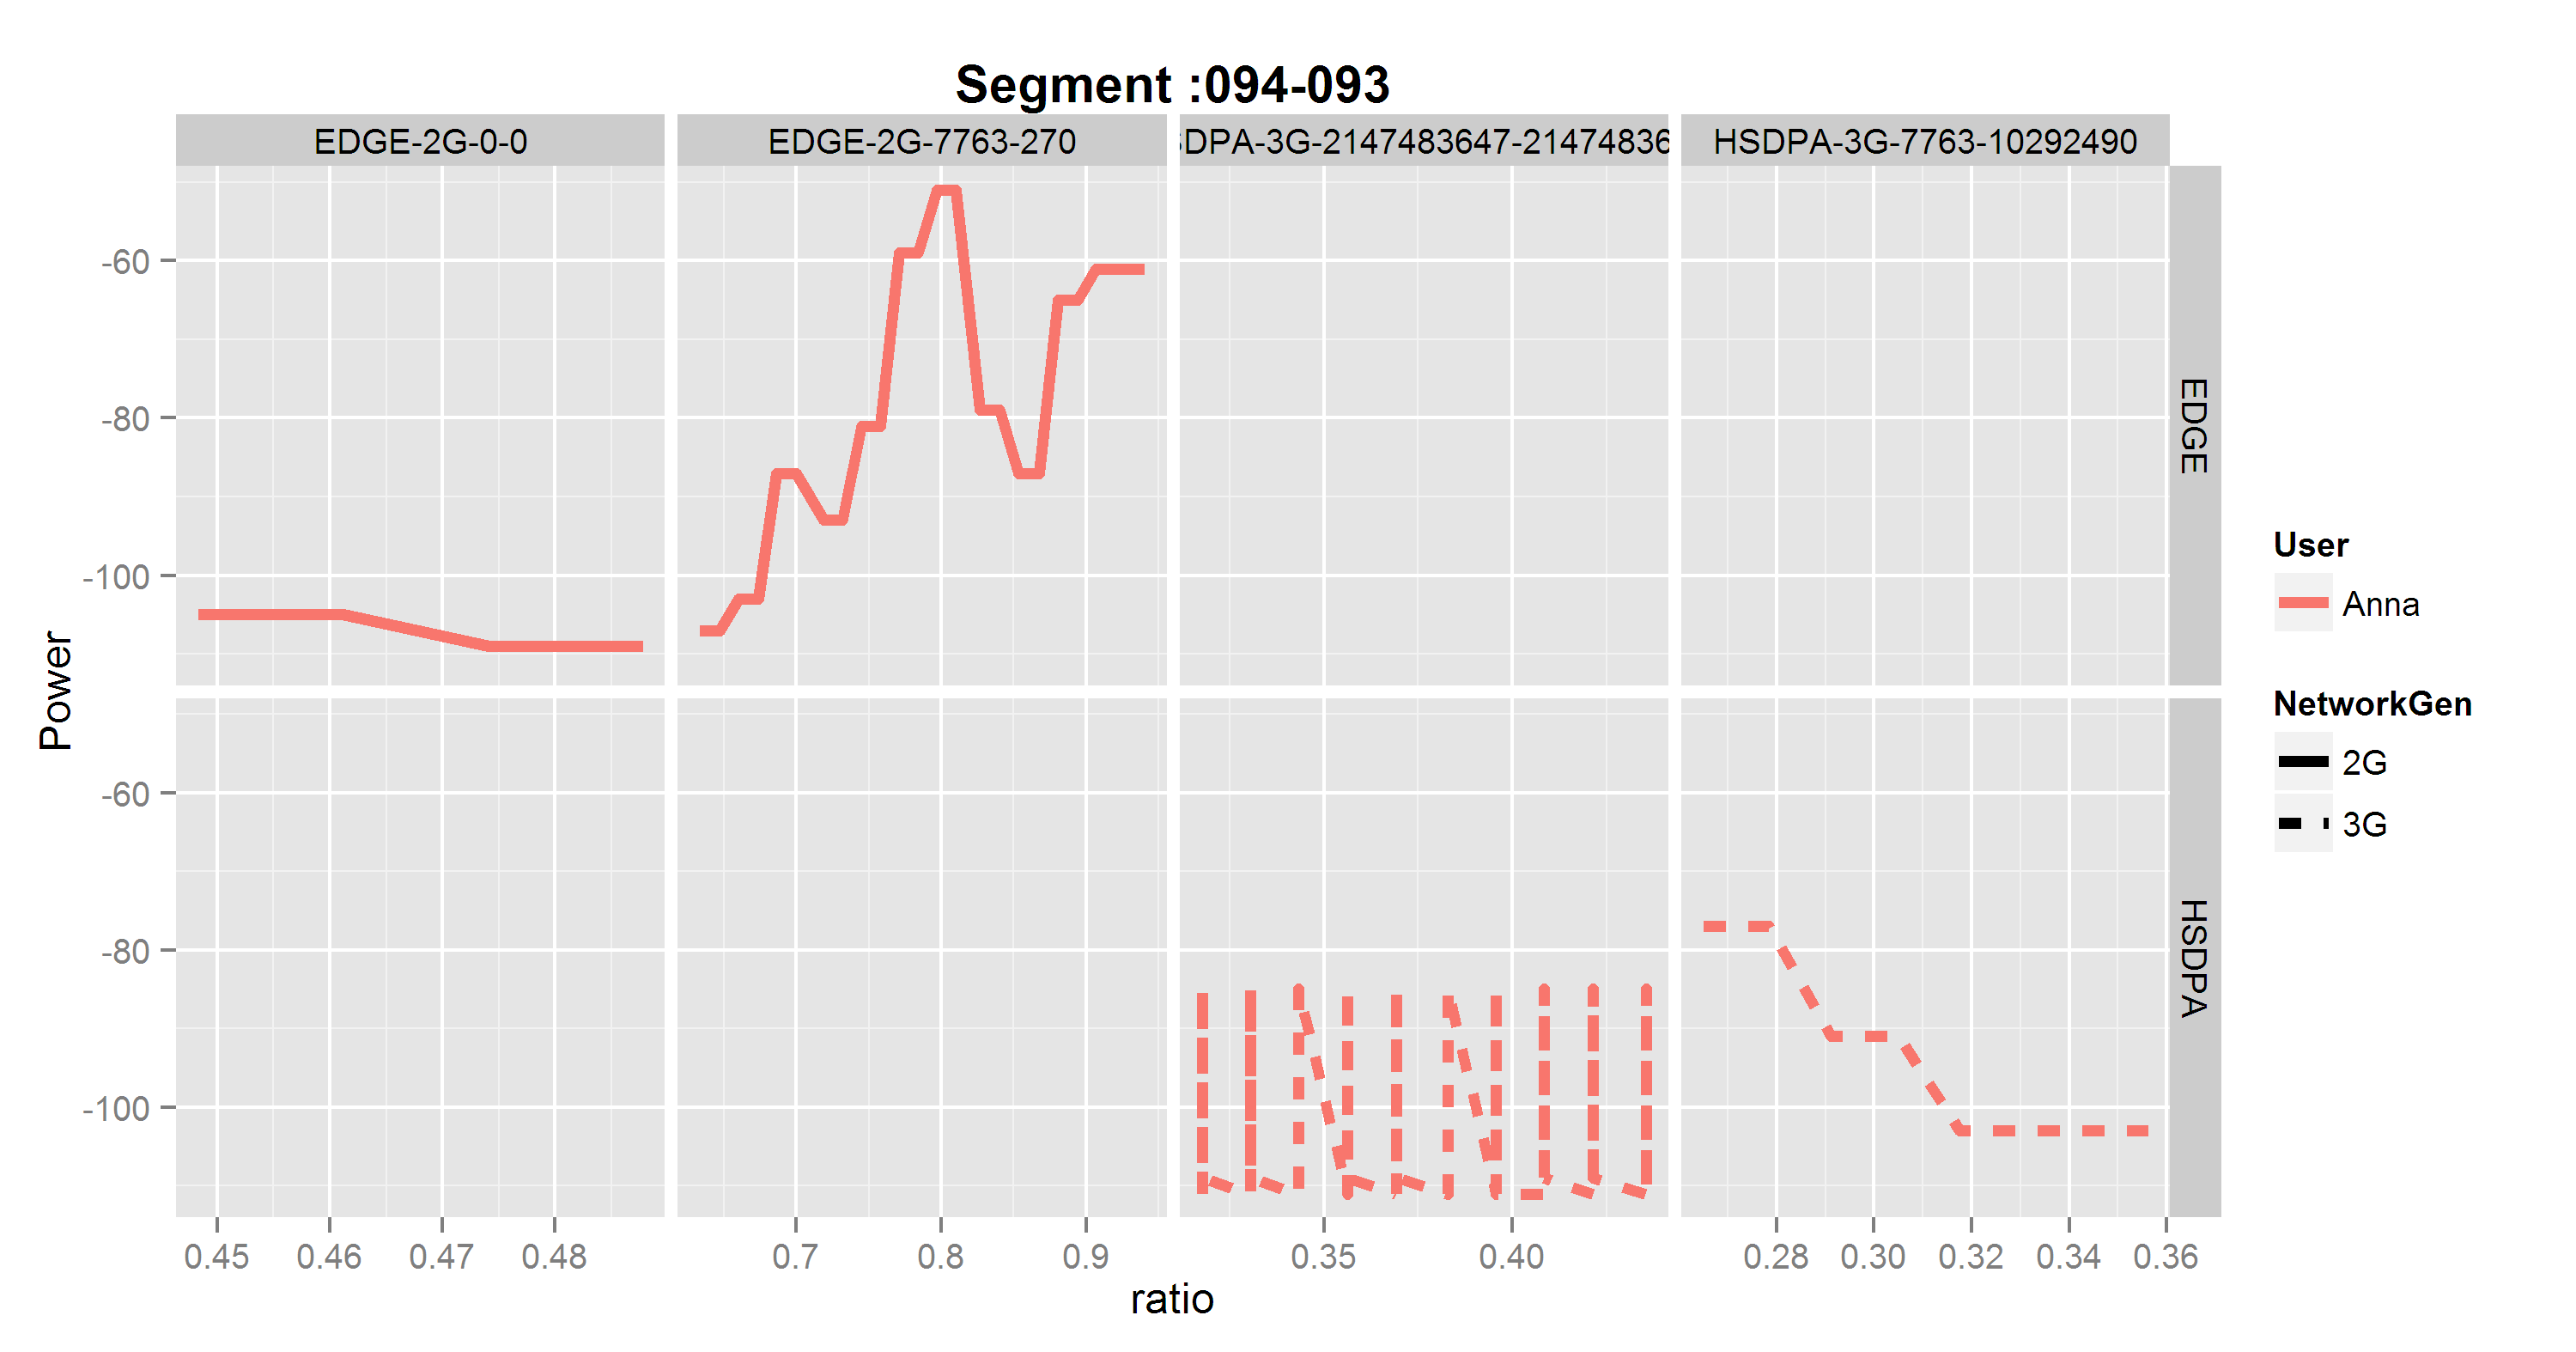 Segment :094-093
EDGE-2G-0-0
EDGE-2G-7763-270
SDPA-3G-2147483647-21474836
HSDPA-3G-7763-10292490
-60
-80
-100
EDGE
-60
-80
-100
HSDPA
Power
0.45 0.46 0.47 0.48
0.7 0.8 0.9
0.35 0.40
0.28 0.30 0.32 0.34 0.36
ratio
User
Anna
NetworkGen
2G
3G